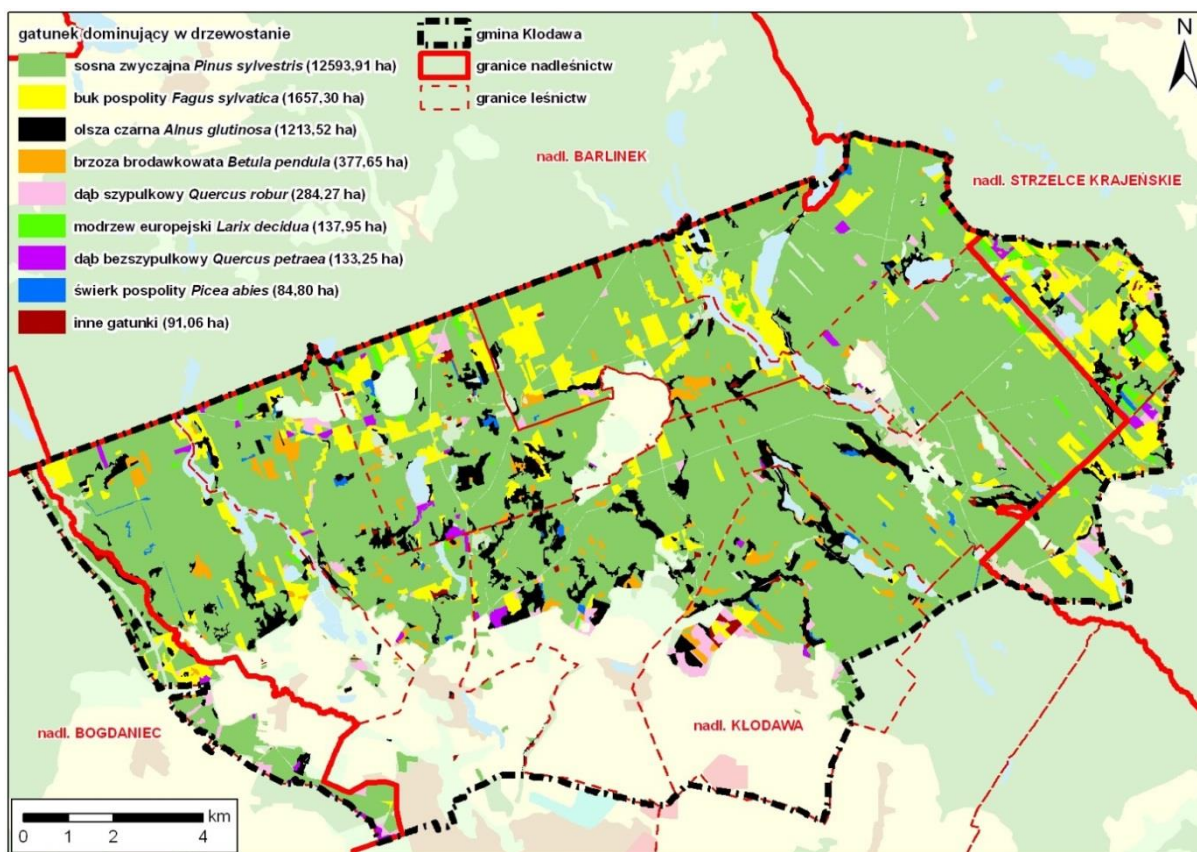 gatunek dominujący w drzewostanie
sosna zwyczajna Pinus sylvestris (12593,91 ha)
buk pospolity Fagus sylvatica (1657,30 ha)
olsza czarna Alnus glutinosa (1213,52 ha)
brzoza brodawkowata Betula pendula (377,65 ha)
dąb szypułkowy Quercus robur (284,27 ha)
modrzew europejski Larix decidua (137,95 ha)
dąb bezszypułkowy Quercus petraea (133,25 ha)
świerk pospolity Picea abies (84,80 ha)
inne gatunki (91,06 ha)
gmina Kłodawa
granice nadleśnictw
granice leśnictw
N
nadl. BARLINEK
nadl. STRZELCE KRAJEŃSKIE
nadl. BOGDANIEC
nadl. KŁODAWA
km
0 1 2 4